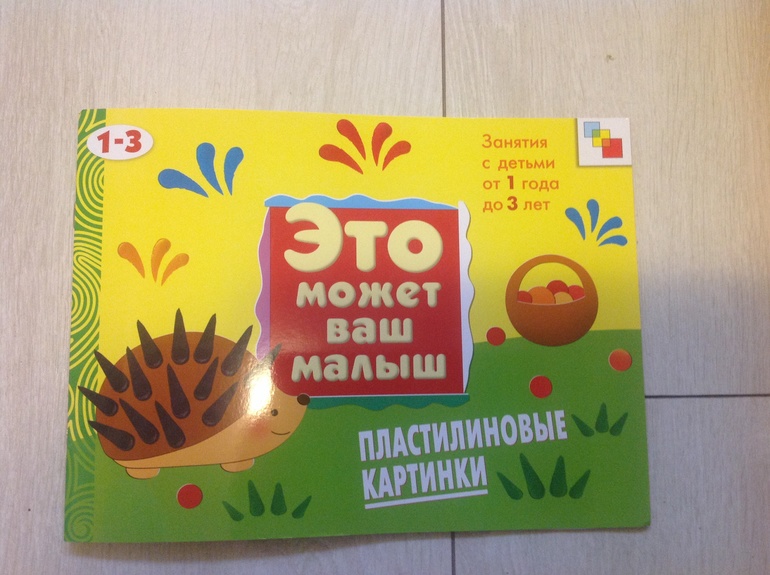 1-3
Занятия
с детьми
от 1 года
до 3 лет
Это
может
ваш
малыш
ПЛАСТИЛИНОВЫЕ
КАРТИНКИ